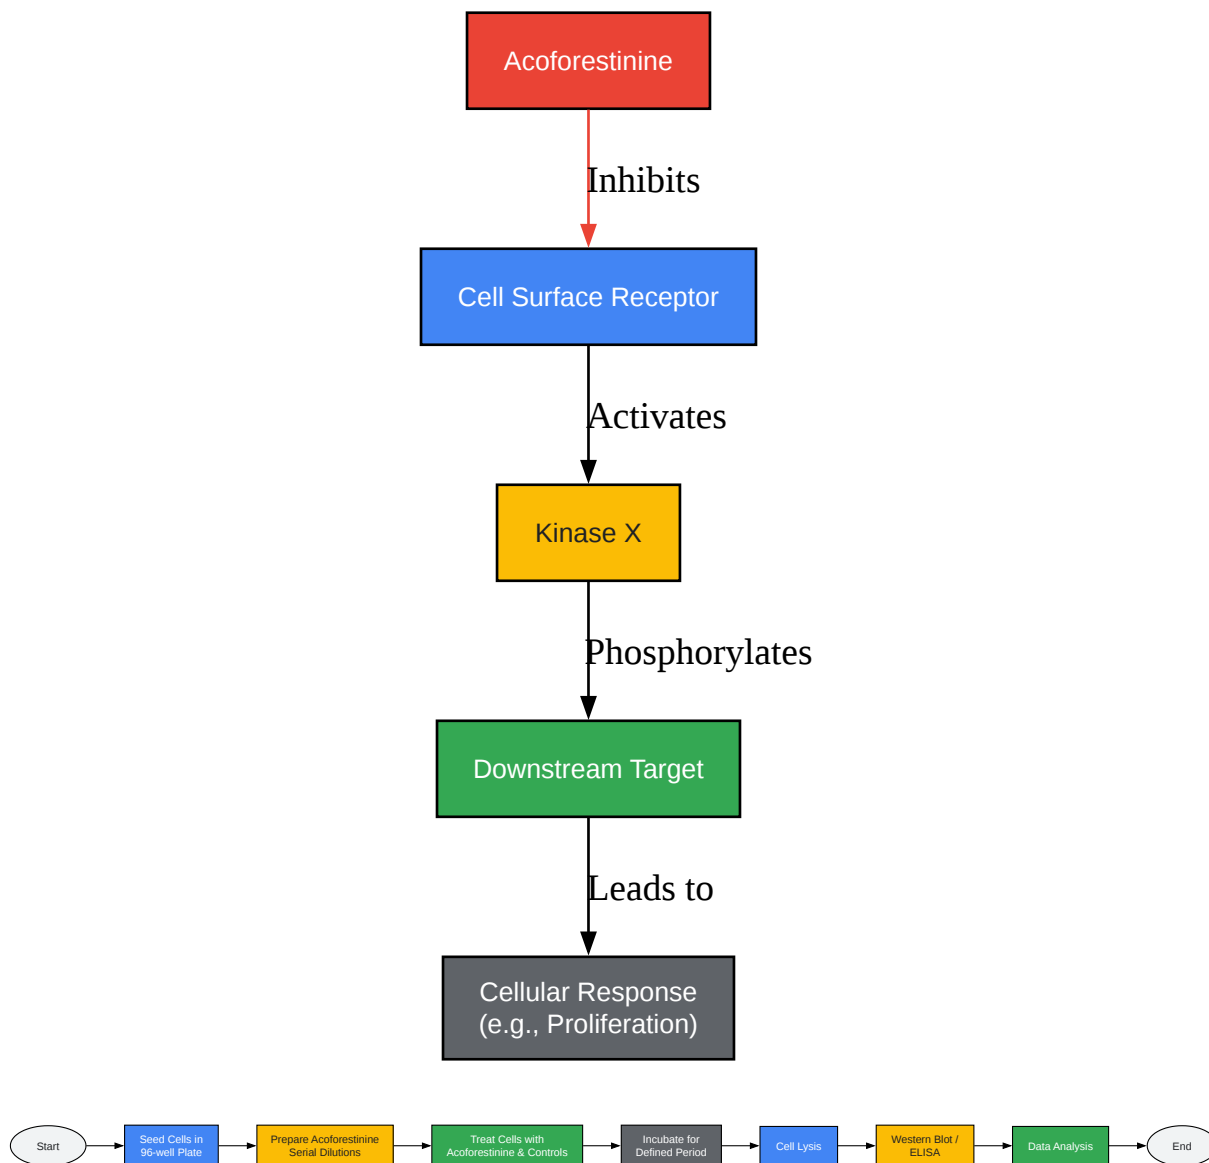 Acoforestinine
Inhibits
Cell Surface Receptor
Activates
Kinase X
Phosphorylates
Downstream Target
Leads to
Cellular Response
(e.g., Proliferation)
Start
Seed Cells in
96-well Plate
Prepare Acoforestinine
Serial Dilutions
Treat Cells with
Acoforestinine & Controls
Incubate for
Defined Period
Cell Lysis
Western Blot /
ELISA
Data Analysis
End